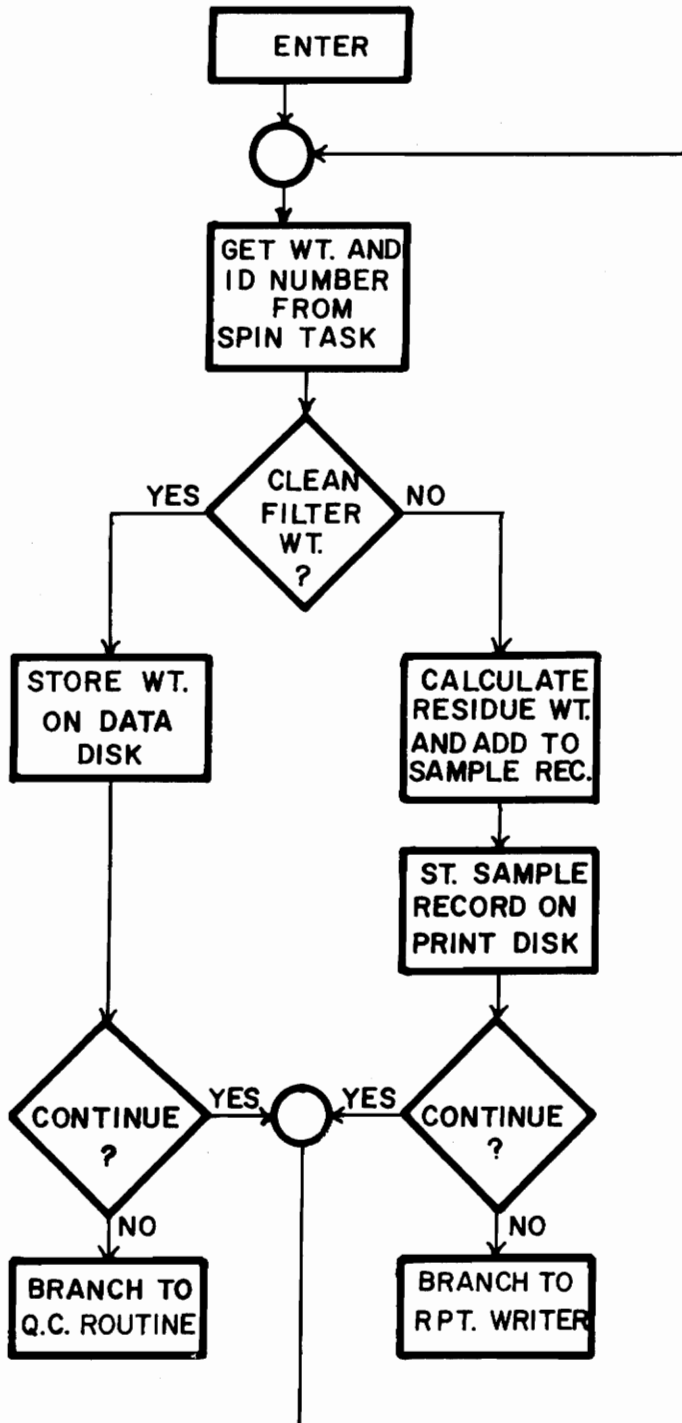 ENTER
GET WT. AND
ID NUMBER
FROM
SPIN TASK
CLEAN
FILTER
WT.
?
YES
NO
STORE WT.
ON DATA
DISK
CALCULATE
RESIDUE WT.
AND ADD TO
SAMPLE REC.
ST. SAMPLE
RECORD ON
PRINT DISK
CONTINUE
?
YES
YES
CONTINUE
?
NO
NO
BRANCH TO
Q.C. ROUTINE
BRANCH TO
RPT. WRITER